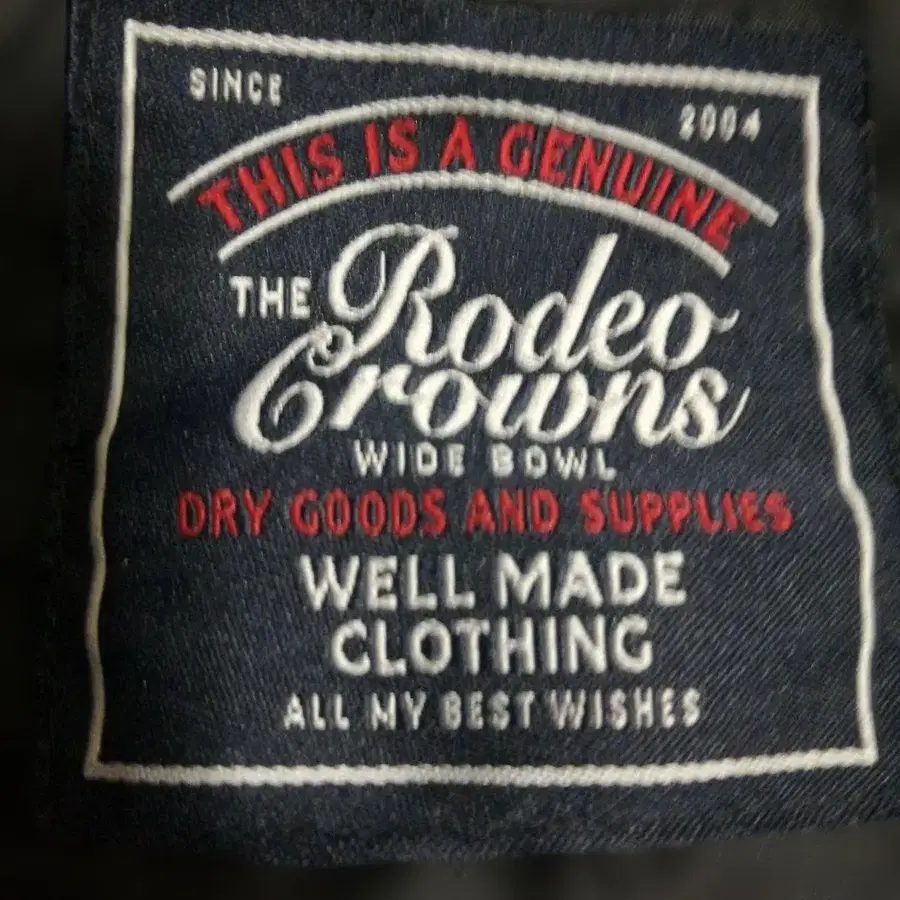 SINCE 2004
THIS IS A GENUINE
THE Rodeo
Crowns
WIDE BOWL
DRY GOODS AND SUPPLIES
WELL MADE
CLOTHING
ALL MY BEST WISHES